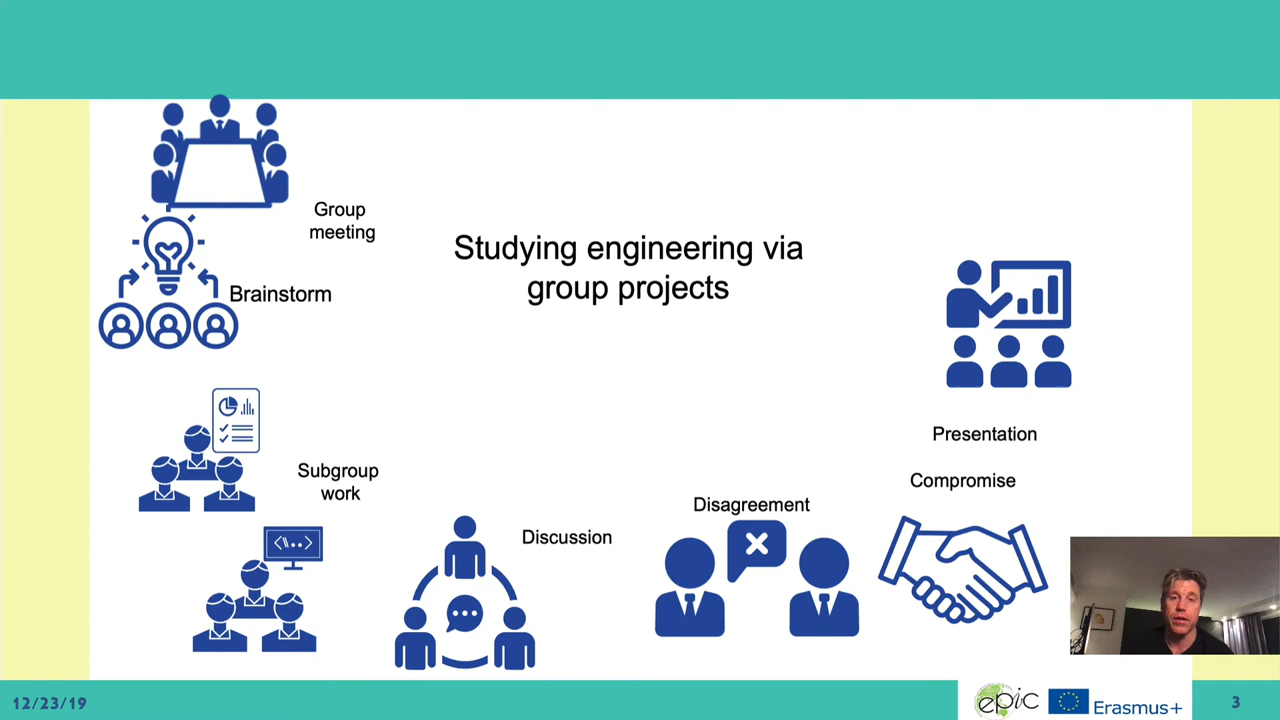 Group
meeting
Brainstorm
Studying engineering via
group projects
Subgroup
work
<\\..>
Discussion
Disagreement
Presentation
Compromise
12/23/19
epic
Erasmus+
3